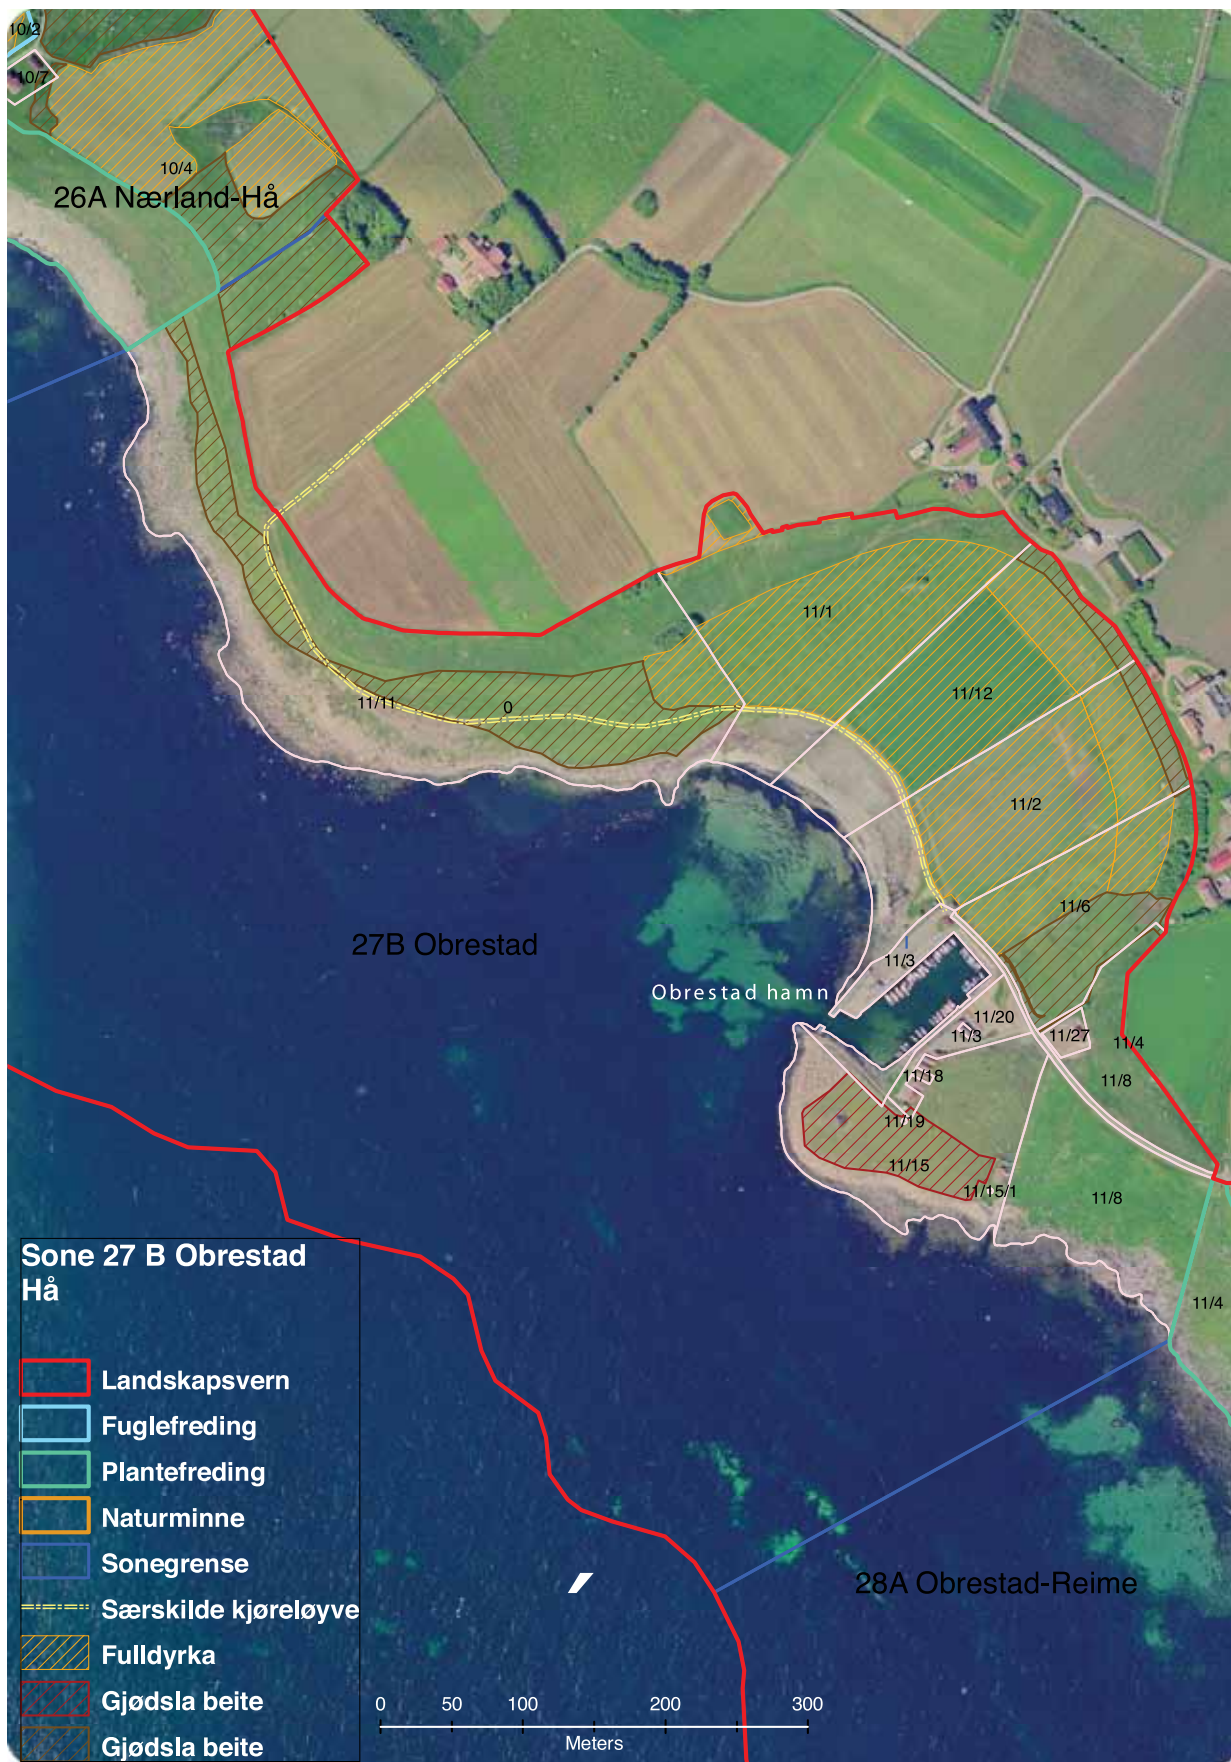 10/2
10/7
10/4
26A Nærland-Hå
11/1
11/12
11/11
0
11/2
11/6
27B Obrestad
11/3
Obrestad hamn
11/20
11/3
11/27
11/4
11/18
11/8
11/19
11/15
11/15/1
11/8
11/4
Sone 27 B Obrestad
Hå
Landskapsvern
Fuglefreding
Plantefreding
Naturminne
Sonegrense
Særskilde kjøreløyve
Fulldyrka
Gjødsla beite
Gjødsla beite
28A Obrestad-Reime
0 50 100 200 300
Meters